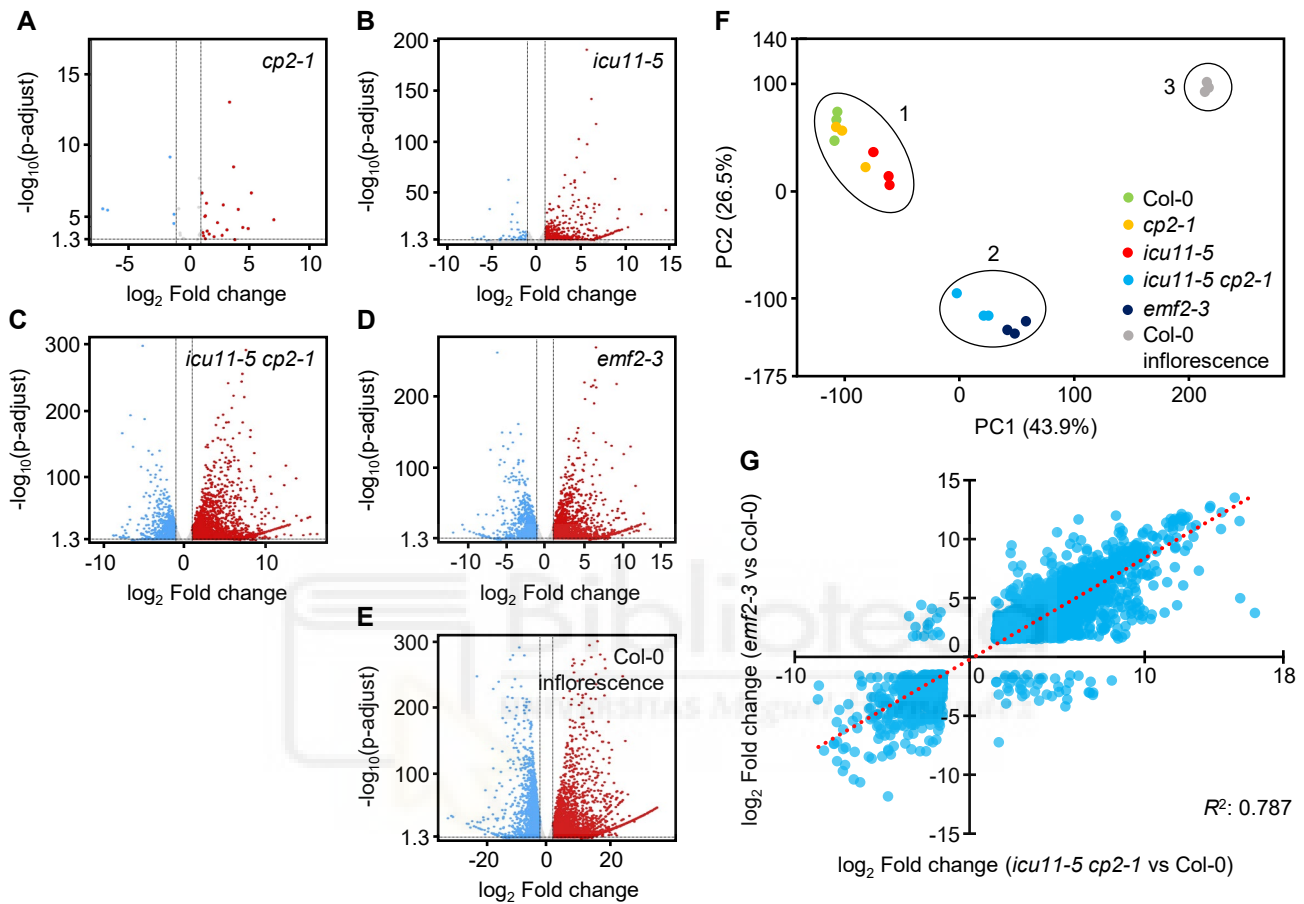 A
cp2-1
15
10
5
1.3
-5
0
5
10
-log10(p-adjust)
log2 Fold change
B
icu11-5
200
150
100
50
1.3
-10
-5
0
5
10
15
-log10(p-adjust)
log2 Fold change
C
icu11-5 cp2-1
300
200
100
1.3
-10
0
10
-log10(p-adjust)
log2 Fold change
D
emf2-3
200
100
1.3
-10
-5
0
5
10
15
-log10(p-adjust)
log2 Fold change
E
Col-0
inflorescence
300
200
100
1.3
-20
0
20
-log10(p-adjust)
log2 Fold change
F
140
100
0
-100
-175
-100
0
100
200
PC2 (26.5%)
PC1 (43.9%)
1
2
3
Col-0
cp2-1
icu11-5
icu11-5 cp2-1
emf2-3
Col-0
inflorescence
G
15
10
5
0
-5
-10
-15
-10
0
10
18
log2 Fold change (emf2-3 vs Col-0)
log2 Fold change (icu11-5 cp2-1 vs Col-0)
R2: 0.787
Biblioteca
UNIVERSITAS Miguel Hernández